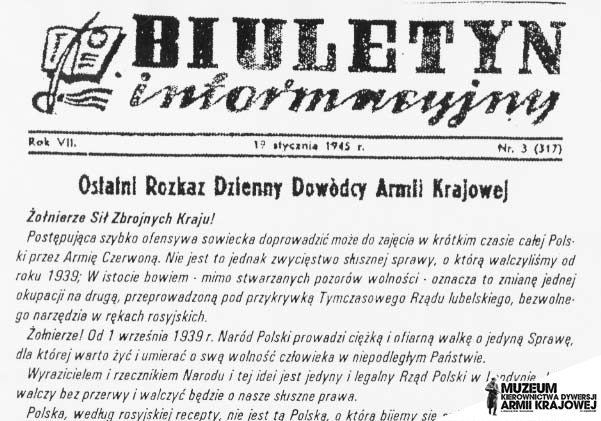 BIULETYN
informacyjny
Rok VII.
19 stycznia 1945 r.
Nr. 3 (317)
Ostatni Rozkaz Dzienny Dowòdcy Armii Krajowej
Żołnierze Sił Zbrojnych Kraju!
Postępująca szybko ofensywa sowiecka doprowadzić może do zajęcia w krótkim czasie całej Pols-
ki przez Armię Czerwoną. Nie jest to jednak zwycięstwo słusznej sprawy, o którą walczyliśmy od
roku 1939; W istocie bowiem - mimo stwarzanych pozorów wolności - oznacza to zmianę jednej
okupacji na drugą, przeprowadzoną pod przykrywką Tymczasowego Rządu lubelskiego, bezwolne-
go narzędzia w rękach rosyjskich.
Żołnierze! Od 1 września 1939 r. Naród Polski prowadzi ciężką i ofiarną walkę o jedyną Sprawę,
dla której warto żyć i umierać o swą wolność człowieka w niepodległym Państwie.
Wyrazicielem i rzecznikiem Narodu i tej idei jest jedyny i legalny Rząd Polski w Londynie,
walczy bez przerwy i walczyć będzie o nasze słuszne prawa.
Polska, według rosyjskiej recepty, nie jest tą Polską, o którą bijemy się
MUZEUM
KIEROWNICTWA DYWERSJI
ARMII KRAJOWEJ